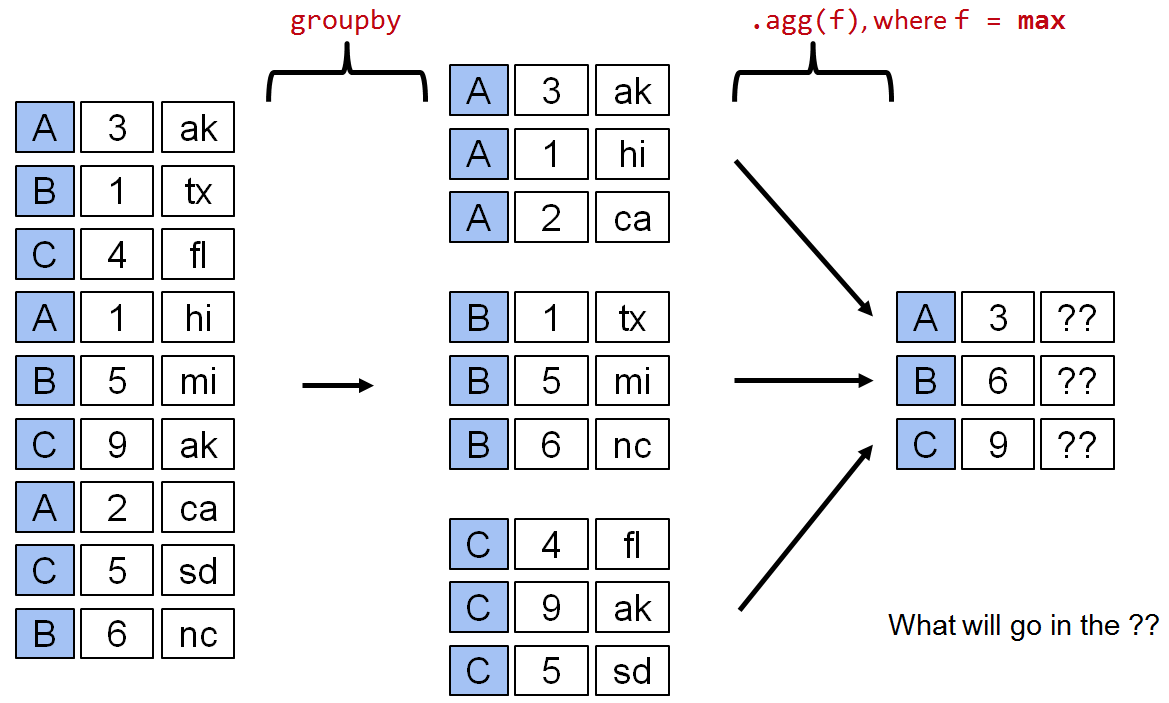 groupby
.agg(f), where f = max
A 3 ak
B 1 tx
C 4 fl
A 1 hi
B 5 mi
C 9 ak
A 2 ca
C 5 sd
B 6 nc
A 3 ak
A 1 hi
A 2 ca
B 1 tx
B 5 mi
B 6 nc
C 4 fl
C 9 ak
C 5 sd
A 3 ??
B 6 ??
C 9 ??
What will go in the ??